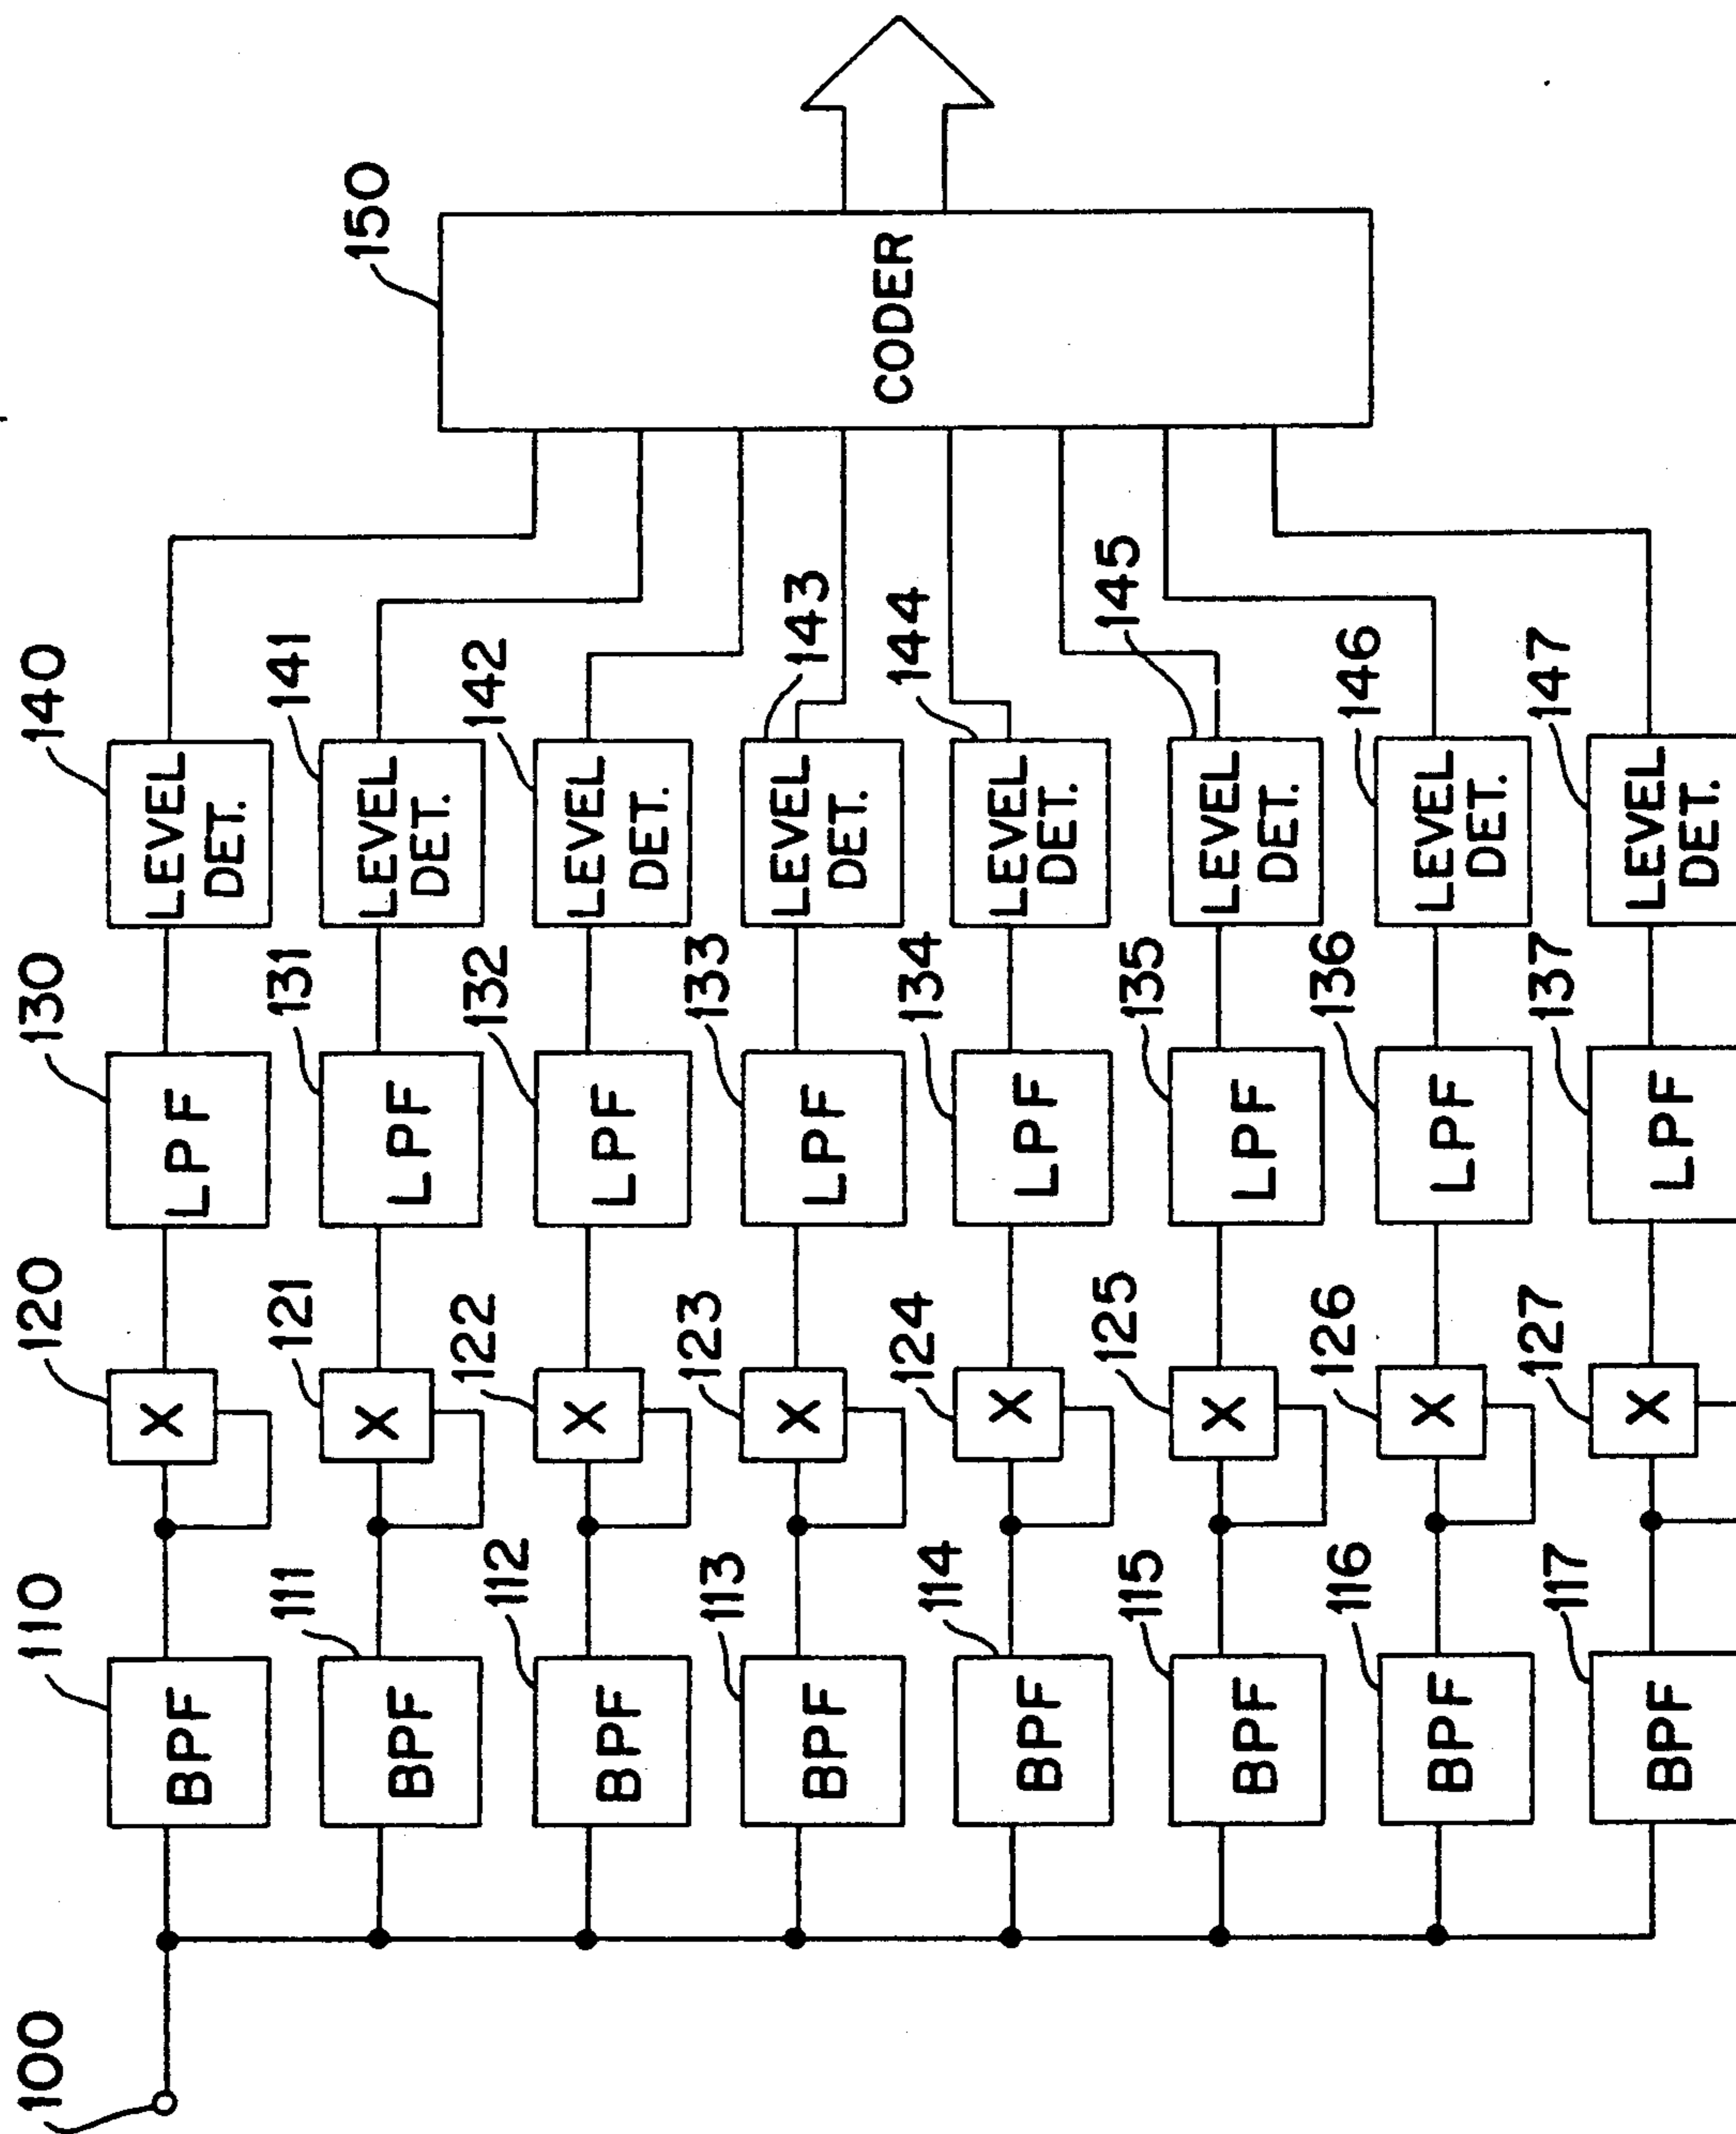 100
110
BPF
120
X
130
LPF
140
LEVEL
DET.
111
BPF
121
X
131
LPF
141
LEVEL
DET.
112
BPF
122
X
132
LPF
142
LEVEL
DET.
113
BPF
123
X
133
LPF
143
LEVEL
DET.
114
BPF
124
X
134
LPF
144
LEVEL
DET.
115
BPF
125
X
135
LPF
145
LEVEL
DET.
116
BPF
126
X
136
LPF
146
LEVEL
DET.
117
BPF
127
X
137
LPF
147
LEVEL
DET.
150
CODER